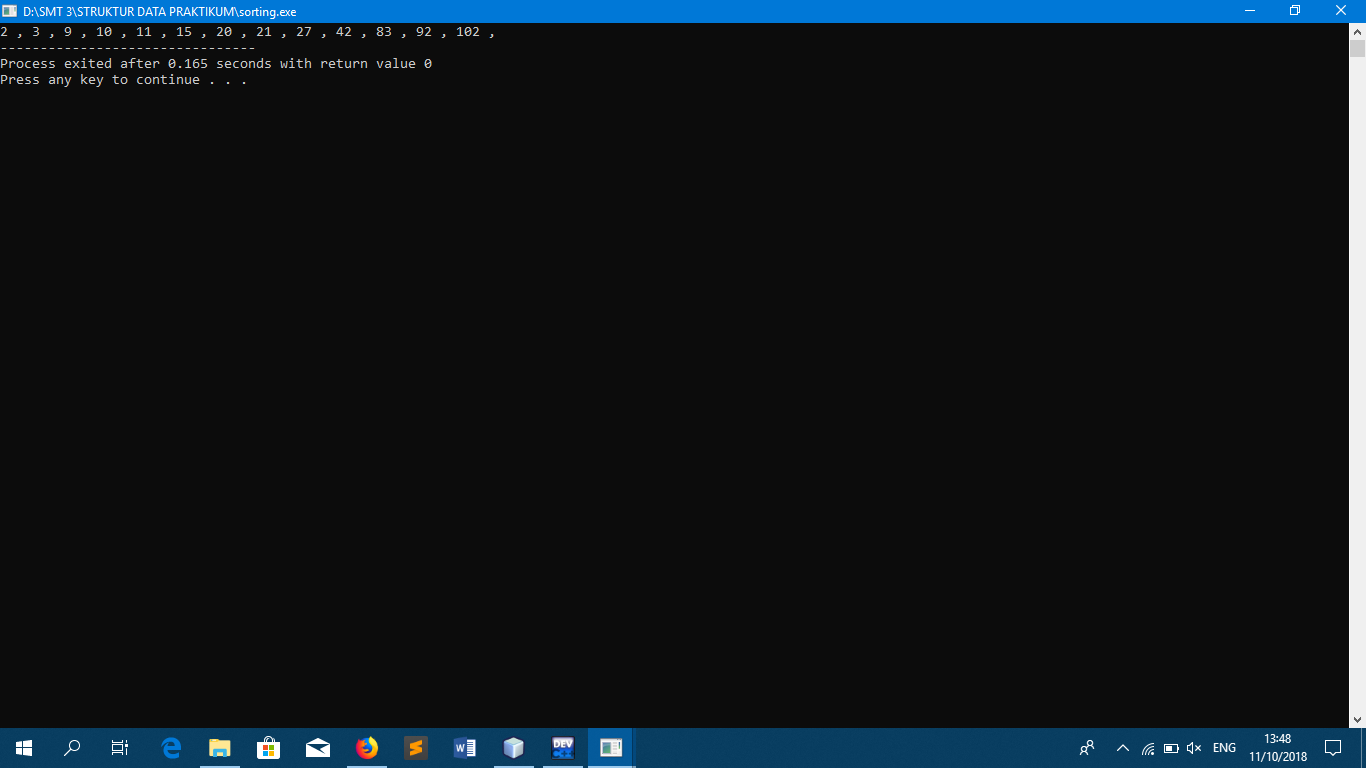 D:\SMT 3\STRUKTUR DATA PRAKTIKUM\sorting.exe
2 , 3 , 9 , 10 , 11 , 15 , 20 , 21 , 27 , 42 , 83 , 92 , 102 ,
--------------------------------
Process exited after 0.165 seconds with return value 0
Press any key to continue . . .
DEV
ENG
13:48
11/10/2018